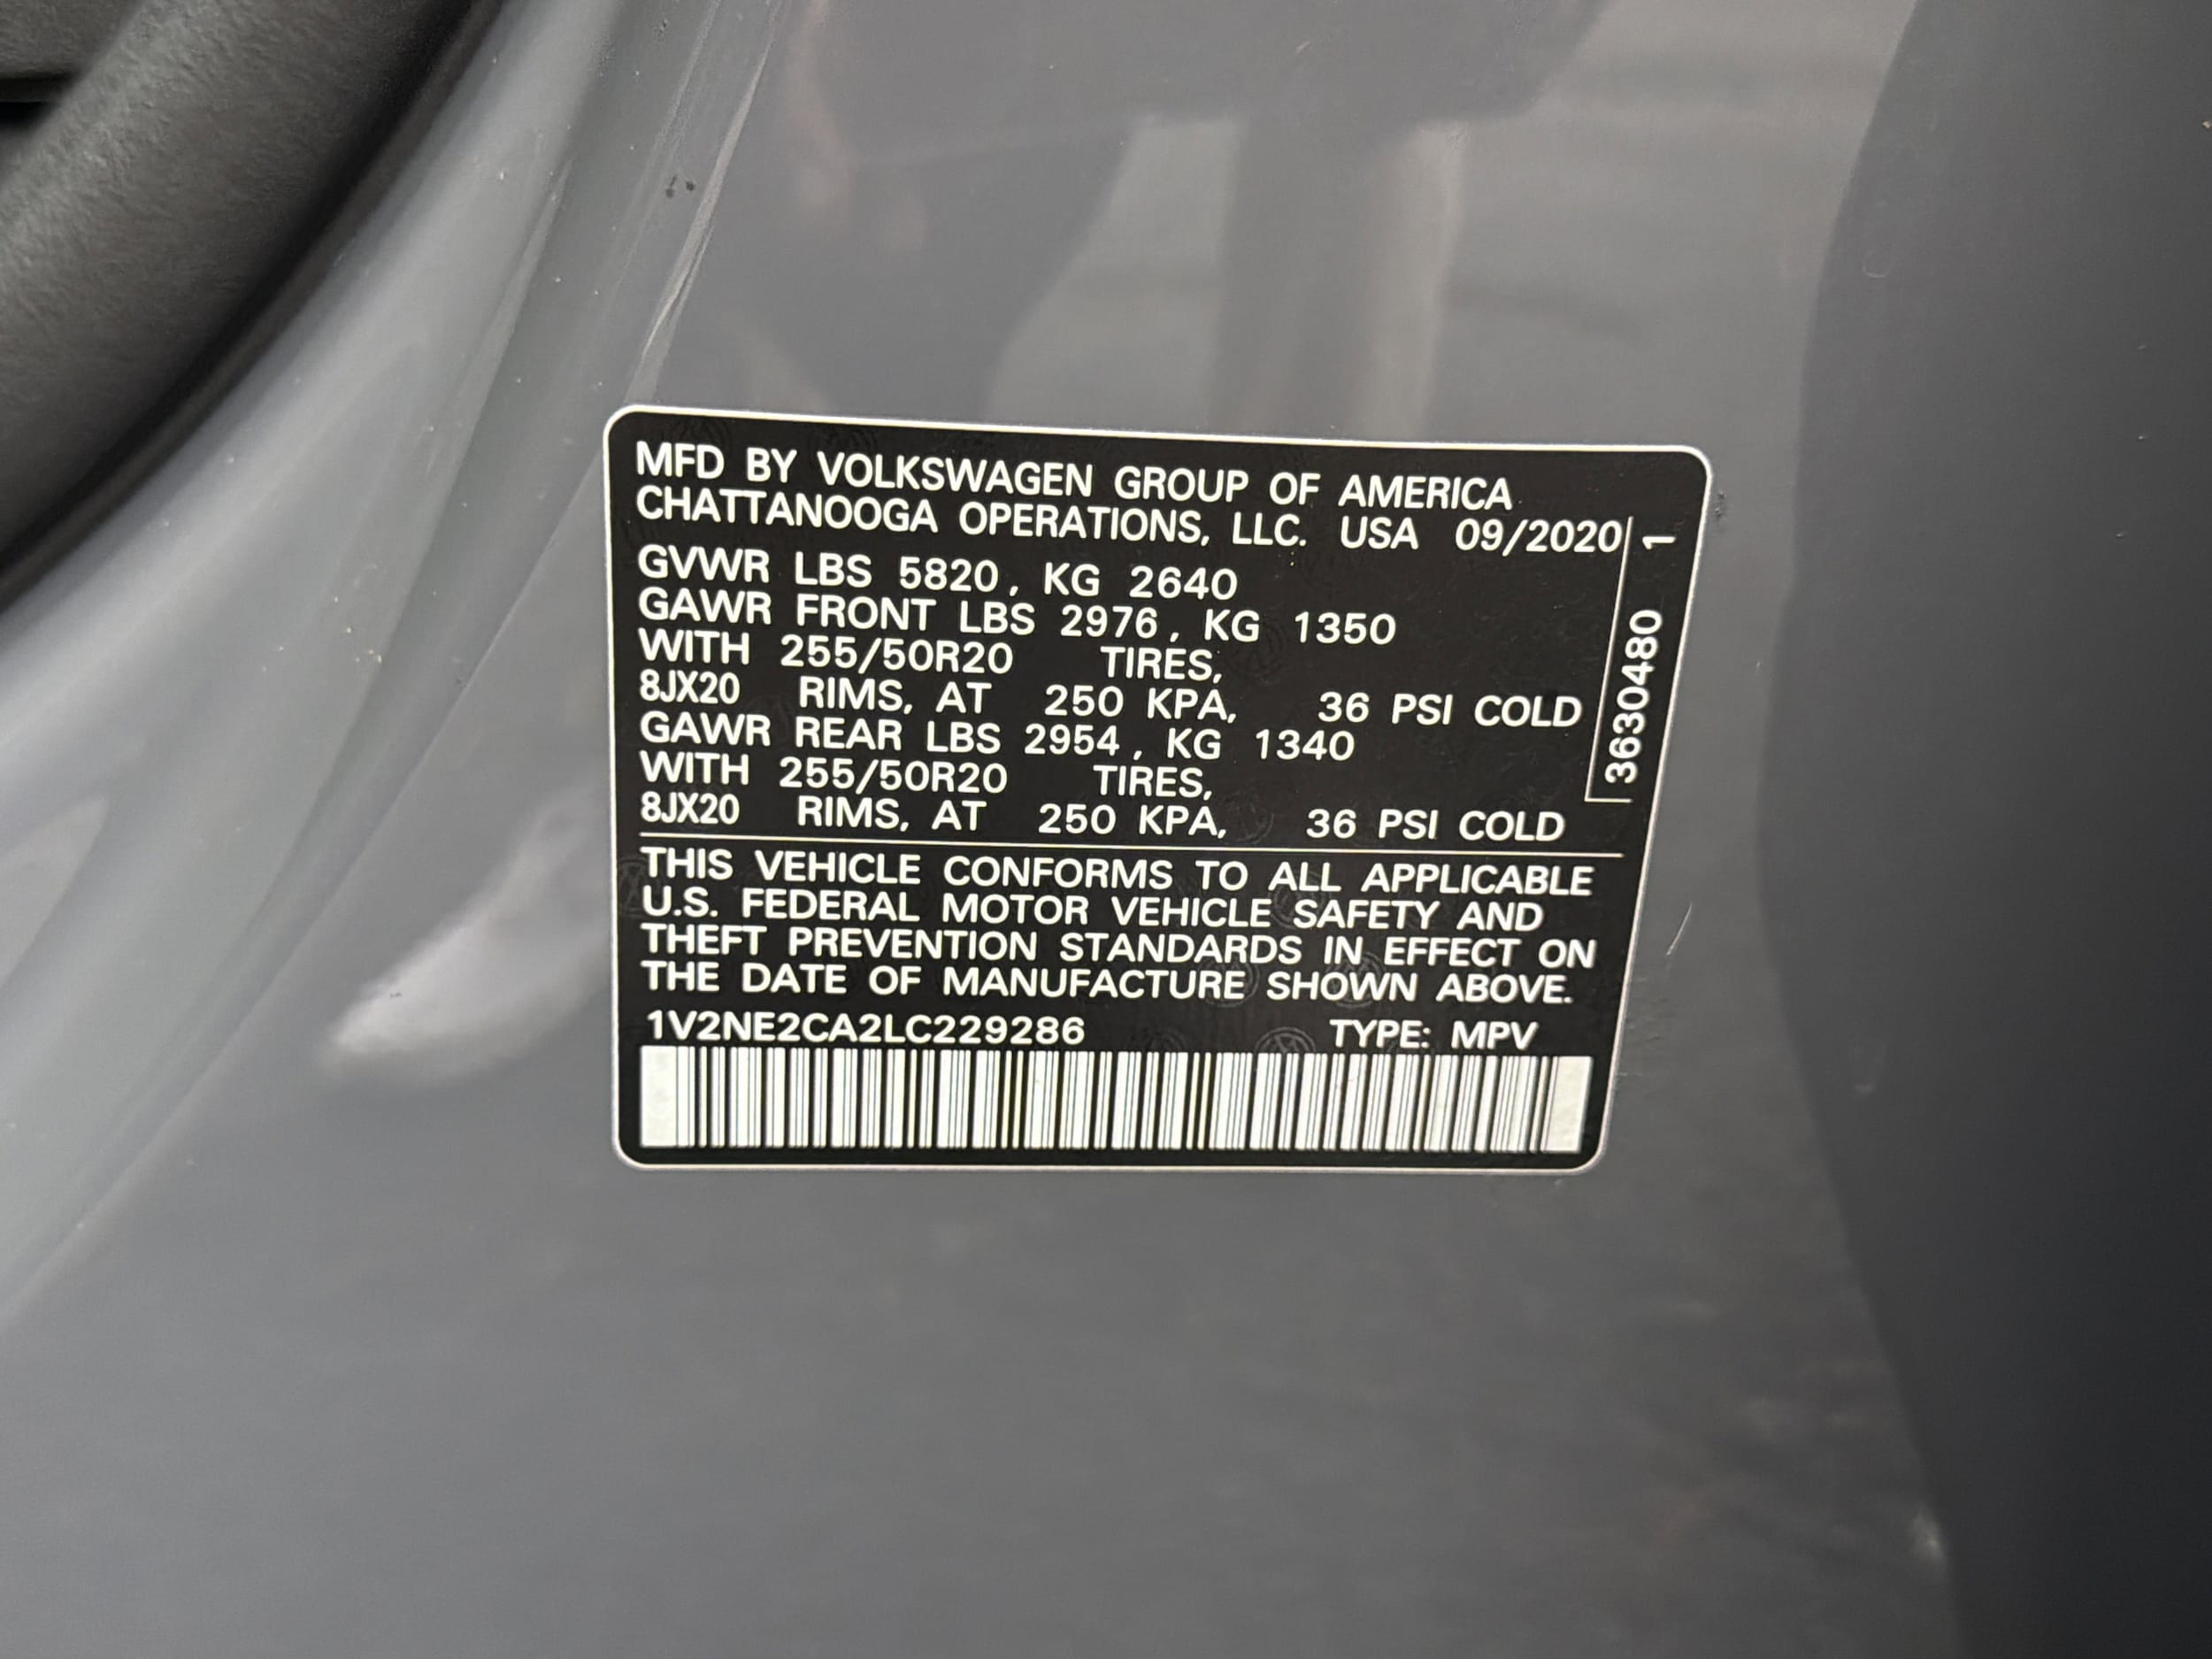 MFD BY VOLKSWAGEN GROUP OF AMERICA
CHATTANOOGA OPERATIONS, LLC. USA 09/2020
GVWR LBS 5820, KG 2640
GAWR FRONT LBS 2976, KG 1350
WITH 255/50R20 TIRES,
8JX20 RIMS, AT 250 KPA, 36 PSI COLD
GAWR REAR LBS 2954, KG 1340
WITH 255/50R20 TIRES,
8JX20 RIMS, AT 250 KPA, 36 PSI COLD
3630480 1
THIS VEHICLE CONFORMS TO ALL APPLICABLE
U.S. FEDERAL MOTOR VEHICLE SAFETY AND
THEFT PREVENTION STANDARDS IN EFFECT ON
THE DATE OF MANUFACTURE SHOWN ABOVE.
1V2NE2CA2LC229286 TYPE: MPV